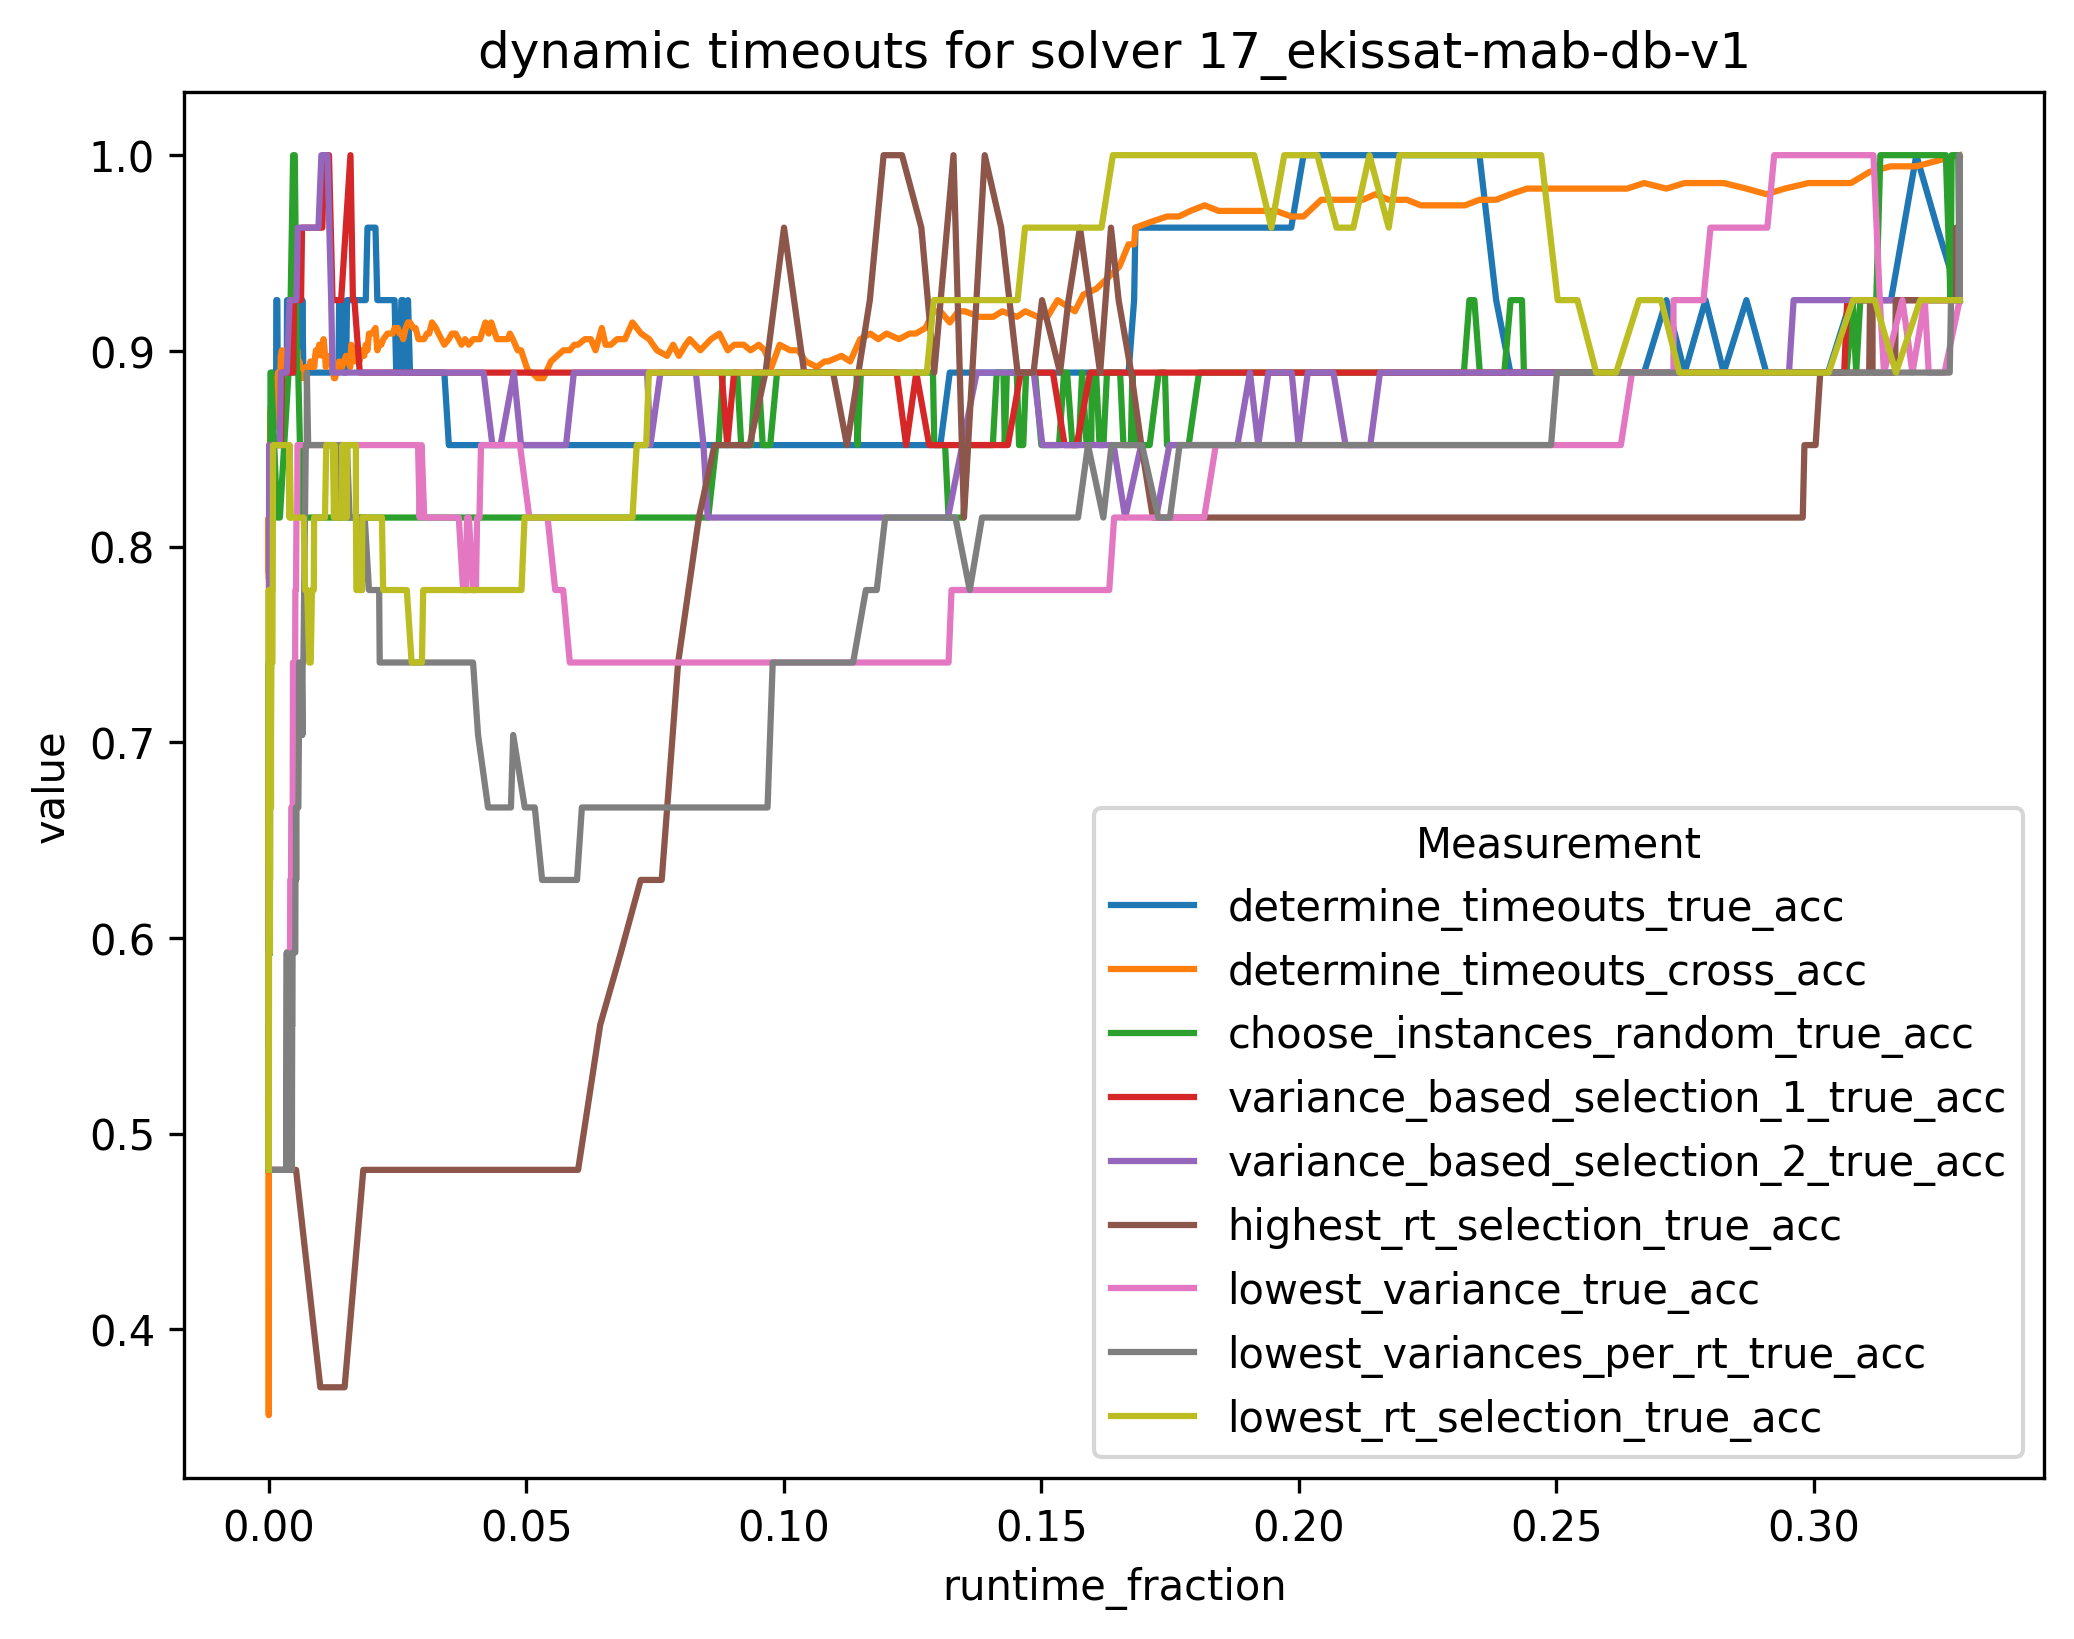 dynamic timeouts for solver 17_ekissat-mab-db-v1
1.0
0.9
0.8
0.7
0.6
0.5
0.4
value
Measurement
determine_timeouts_true_acc
determine_timeouts_cross_acc
choose_instances_random_true_acc
variance_based_selection_1_true_acc
variance_based_selection_2_true_acc
highest_rt_selection_true_acc
lowest_variance_true_acc
lowest_variances_per_rt_true_acc
lowest_rt_selection_true_acc
0.00 0.05 0.10 0.15 0.20 0.25 0.30
runtime_fraction